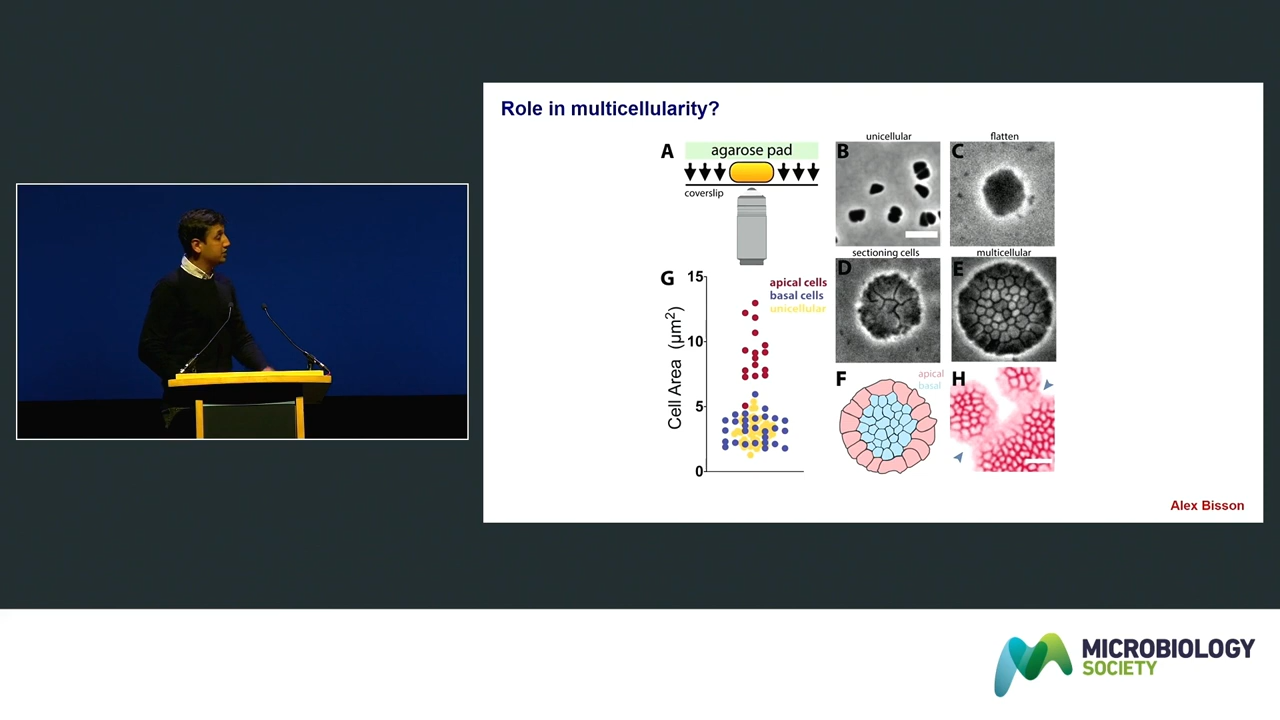 Role in multicellularity?
A
agarose pad
coverslip
unicellular
B
flatten
C
sectioning cells
D
multicellular
E
G
15
10
5
0
Cell Area (μm²)
apical cells
basal cells
unicellular
F
apical
basal
H
Alex Bisson
MICROBIOLOGY
SOCIETY